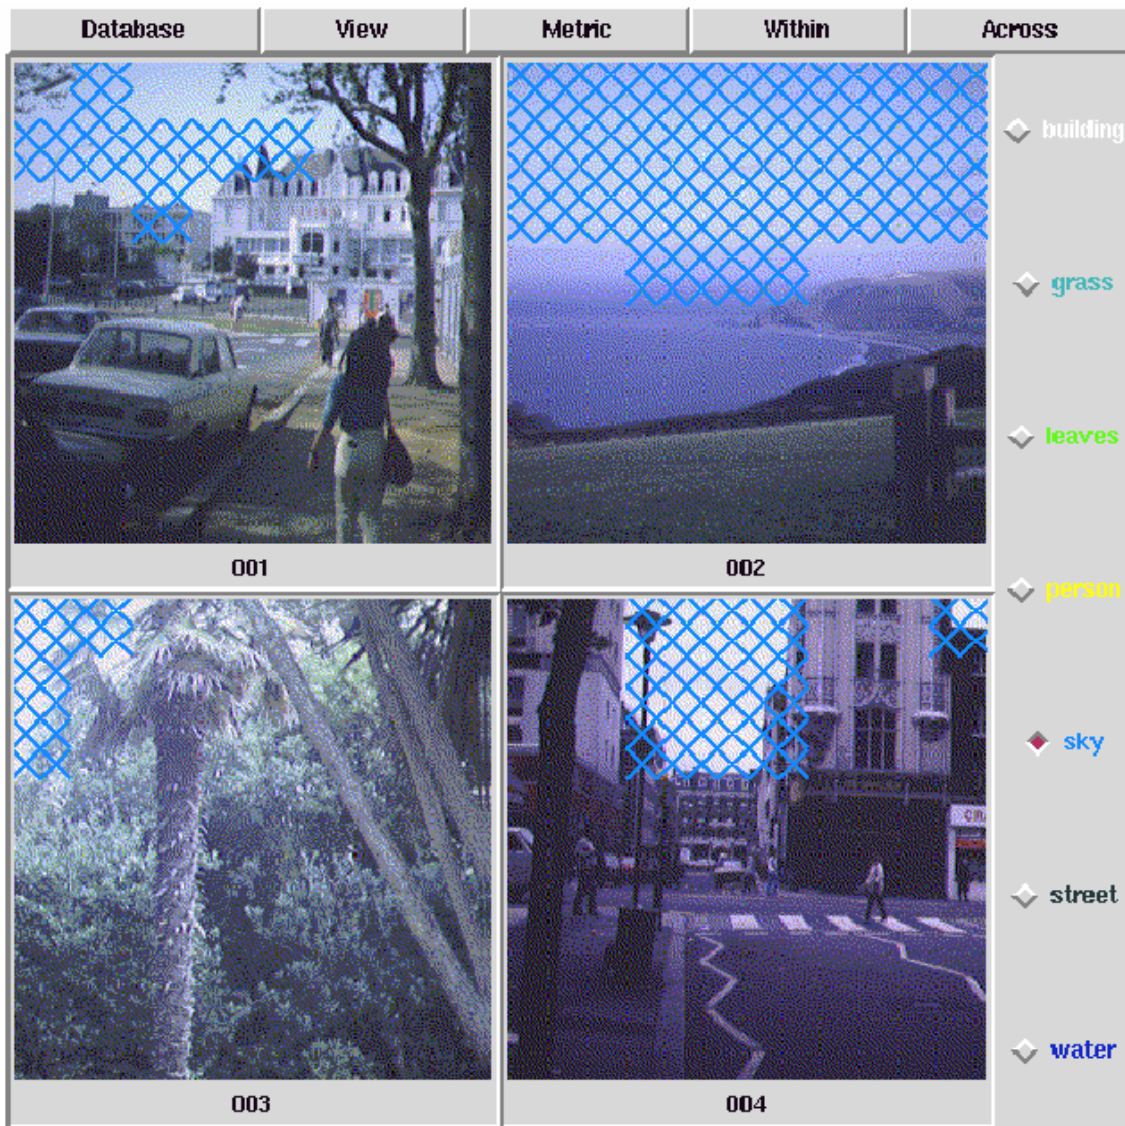 Database View Metric Within Across
building
grass
leaves
person
sky
street
water
001 002
003 004